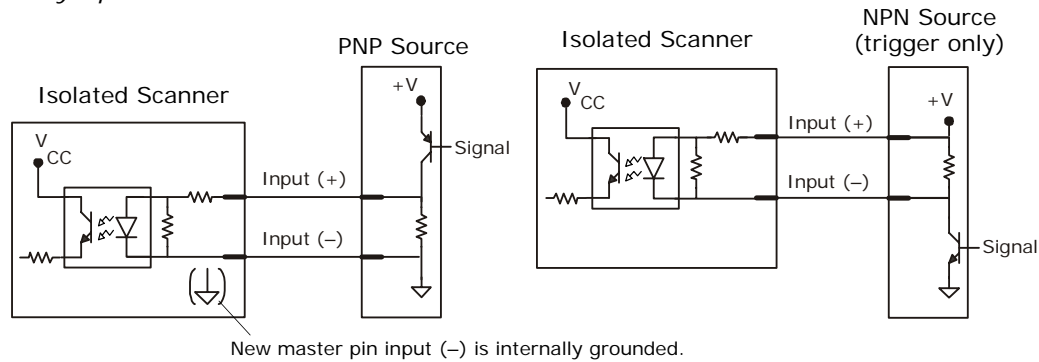 PNP Source
Isolated Scanner
+V
V
CC
Signal
Input (+)
Input (–)
New master pin input (–) is internally grounded.
NPN Source
(trigger only)
Isolated Scanner
V
CC
+V
Input (+)
Input (–)
Signal